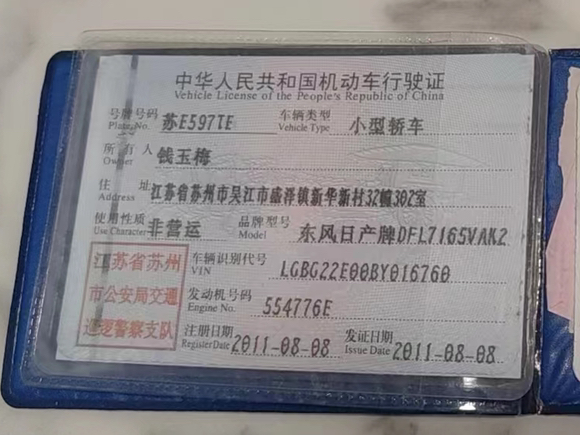 中华人民共和国机动车行驶证
Vehicle License of the People's Republic of China
号牌号码 苏E597TE 车辆类型 小型轿车
Plate No. Vehicle Type
所有人 钱玉梅
Owner
住址 江苏省苏州市吴江市盛泽镇新华新村32幢302室
Address
使用性质 非营运 品牌型号 东风日产牌DFL7165VAK2
Use Character Model
江苏省苏州
市公安局交通
巡逻警察支队
车辆识别代号 LGBG22E00BY016760
VIN
发动机号码 554776E
Engine No.
注册日期 2011-08-08 发证日期 2011-08-08
Register Date Issue Date